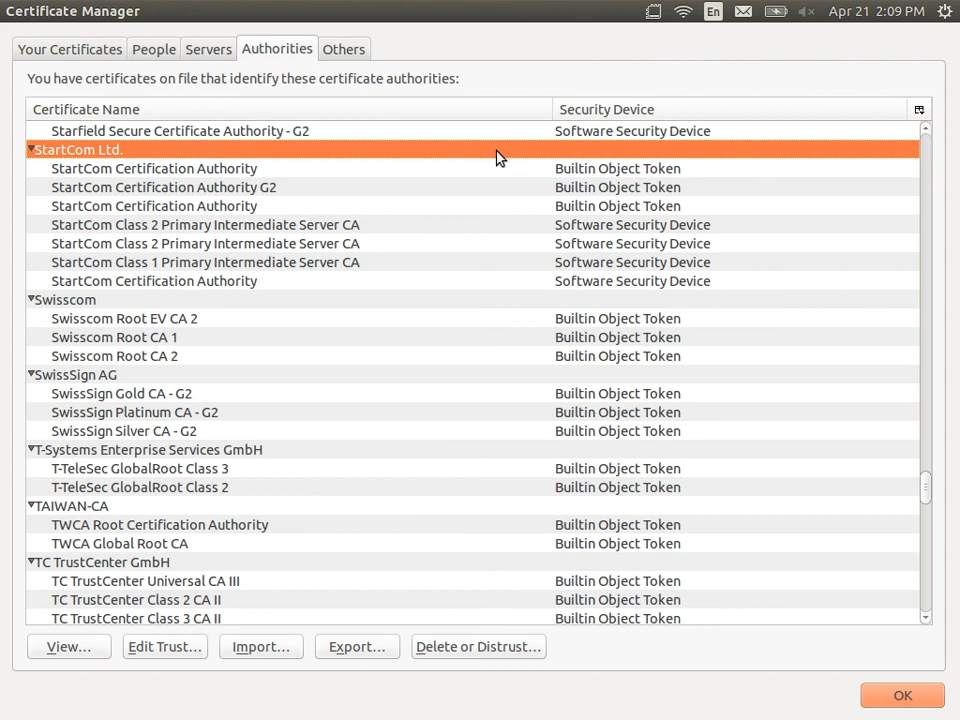 Certificate Manager En Apr 21 2:09 PM
Your Certificates People Servers Authorities Others
You have certificates on file that identify these certificate authorities:
Certificate Name Security Device
Starfield Secure Certificate Authority - G2 Software Security Device
StartCom Ltd.
StartCom Certification Authority Builtin Object Token
StartCom Certification Authority G2 Builtin Object Token
StartCom Certification Authority Builtin Object Token
StartCom Class 2 Primary Intermediate Server CA Software Security Device
StartCom Class 2 Primary Intermediate Server CA Software Security Device
StartCom Class 1 Primary Intermediate Server CA Software Security Device
StartCom Certification Authority Software Security Device
Swisscom
Swisscom Root EV CA 2 Builtin Object Token
Swisscom Root CA 1 Builtin Object Token
Swisscom Root CA 2 Builtin Object Token
SwissSign AG
SwissSign Gold CA - G2 Builtin Object Token
SwissSign Platinum CA - G2 Builtin Object Token
SwissSign Silver CA - G2 Builtin Object Token
T-Systems Enterprise Services GmbH
T-TeleSec GlobalRoot Class 3 Builtin Object Token
T-TeleSec GlobalRoot Class 2 Builtin Object Token
TAIWAN-CA
TWCA Root Certification Authority Builtin Object Token
TWCA Global Root CA Builtin Object Token
TC TrustCenter GmbH
TC TrustCenter Universal CA III Builtin Object Token
TC TrustCenter Class 2 CA II Builtin Object Token
TC TrustCenter Class 3 CA II Builtin Object Token
View... Edit Trust... Import... Export... Delete or Distrust...
OK